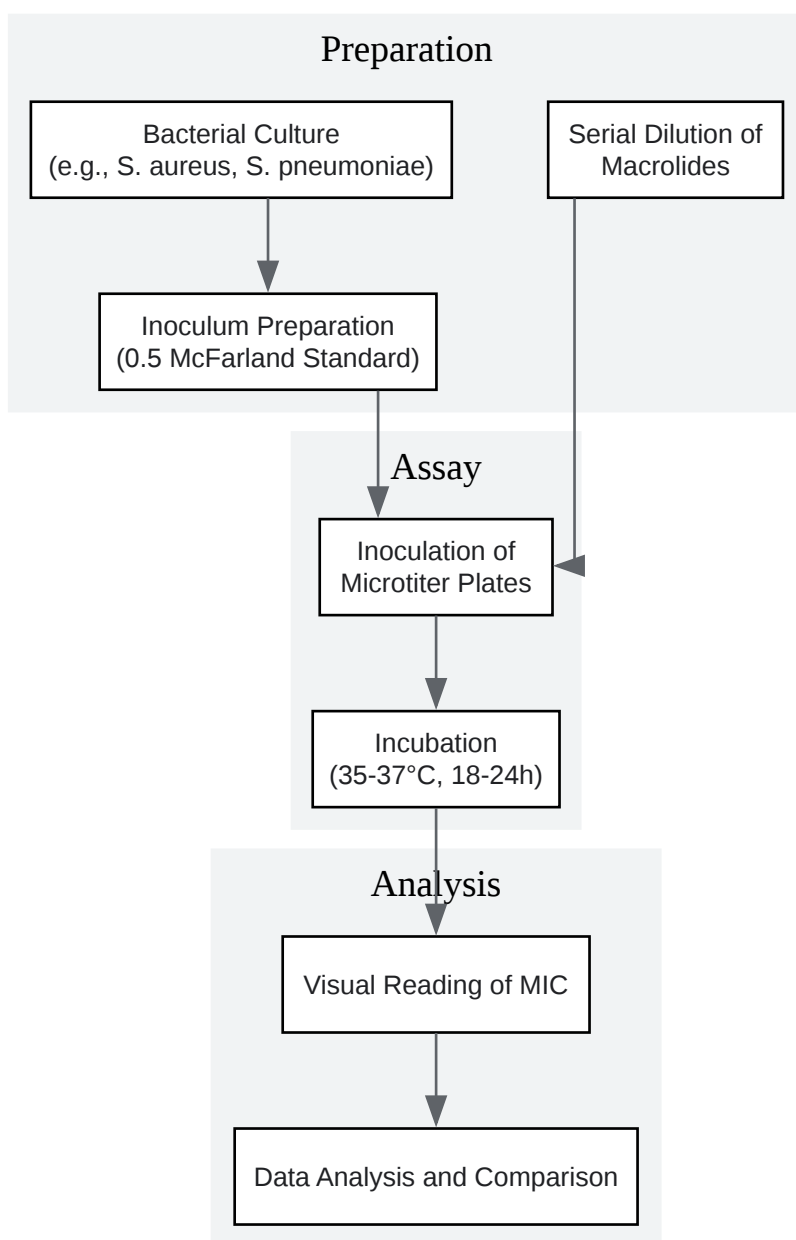 Preparation
Bacterial Culture
(e.g., S. aureus, S. pneumoniae)
Serial Dilution of
Macrolides
Inoculum Preparation
(0.5 McFarland Standard)
Assay
Inoculation of
Microtiter Plates
Incubation
(35-37°C, 18-24h)
Analysis
Visual Reading of MIC
Data Analysis and Comparison